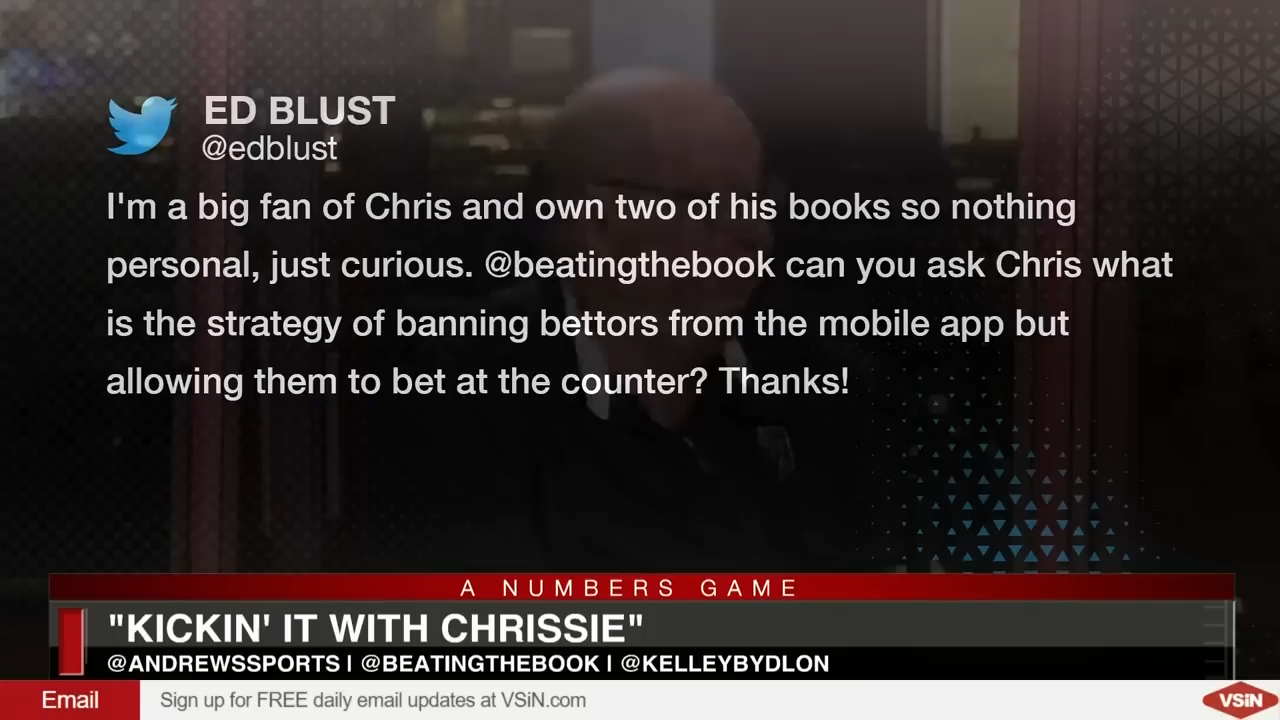 ED BLUST
@edblust
I'm a big fan of Chris and own two of his books so nothing
personal, just curious. @beatingthebook can you ask Chris what
is the strategy of banning bettors from the mobile app but
allowing them to bet at the counter? Thanks!
A NUMBERS GAME
"KICKIN' IT WITH CHRISSIE"
@ANDREWSSPORTS | @BEATINGTHEBOOK | @KELLEYBYDLON
Email Sign up for FREE daily email updates at VSiN.com VSiN